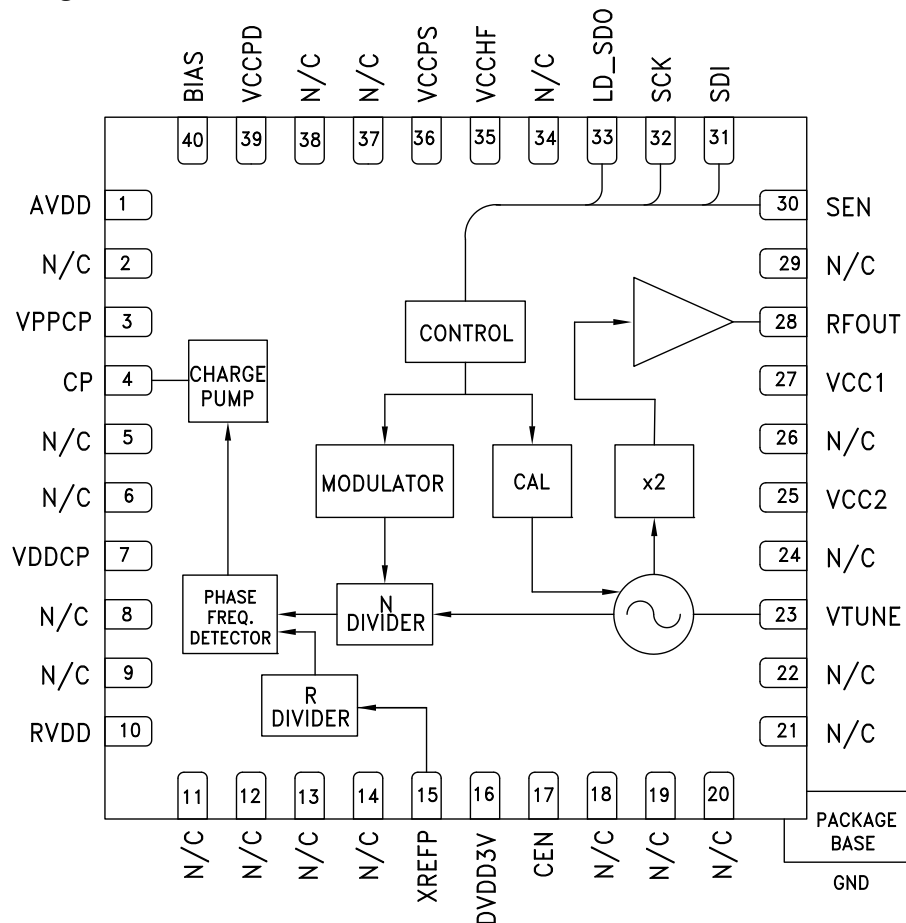 BIAS
VCCPD
N/C
N/C
VCCPS
VCCHF
N/C
LD_SDO
SCK
SDI
40
39
38
37
36
35
34
33
32
31
AVDD 1
N/C 2
VPPCP 3
CP 4
N/C 5
N/C 6
VDDCP 7
N/C 8
N/C 9
RVDD 10
CONTROL
CHARGE
PUMP
MODULATOR
CAL
x2
PHASE
FREQ.
DETECTOR
N
DIVIDER
R
DIVIDER
30 SEN
29 N/C
28 RFOUT
27 VCC1
26 N/C
25 VCC2
24 N/C
23 VTUNE
22 N/C
21 N/C
11
12
13
14
15
16
17
18
19
20
N/C
N/C
N/C
N/C
XREFP
DVDD3V
CEN
N/C
N/C
N/C
PACKAGE
BASE
GND